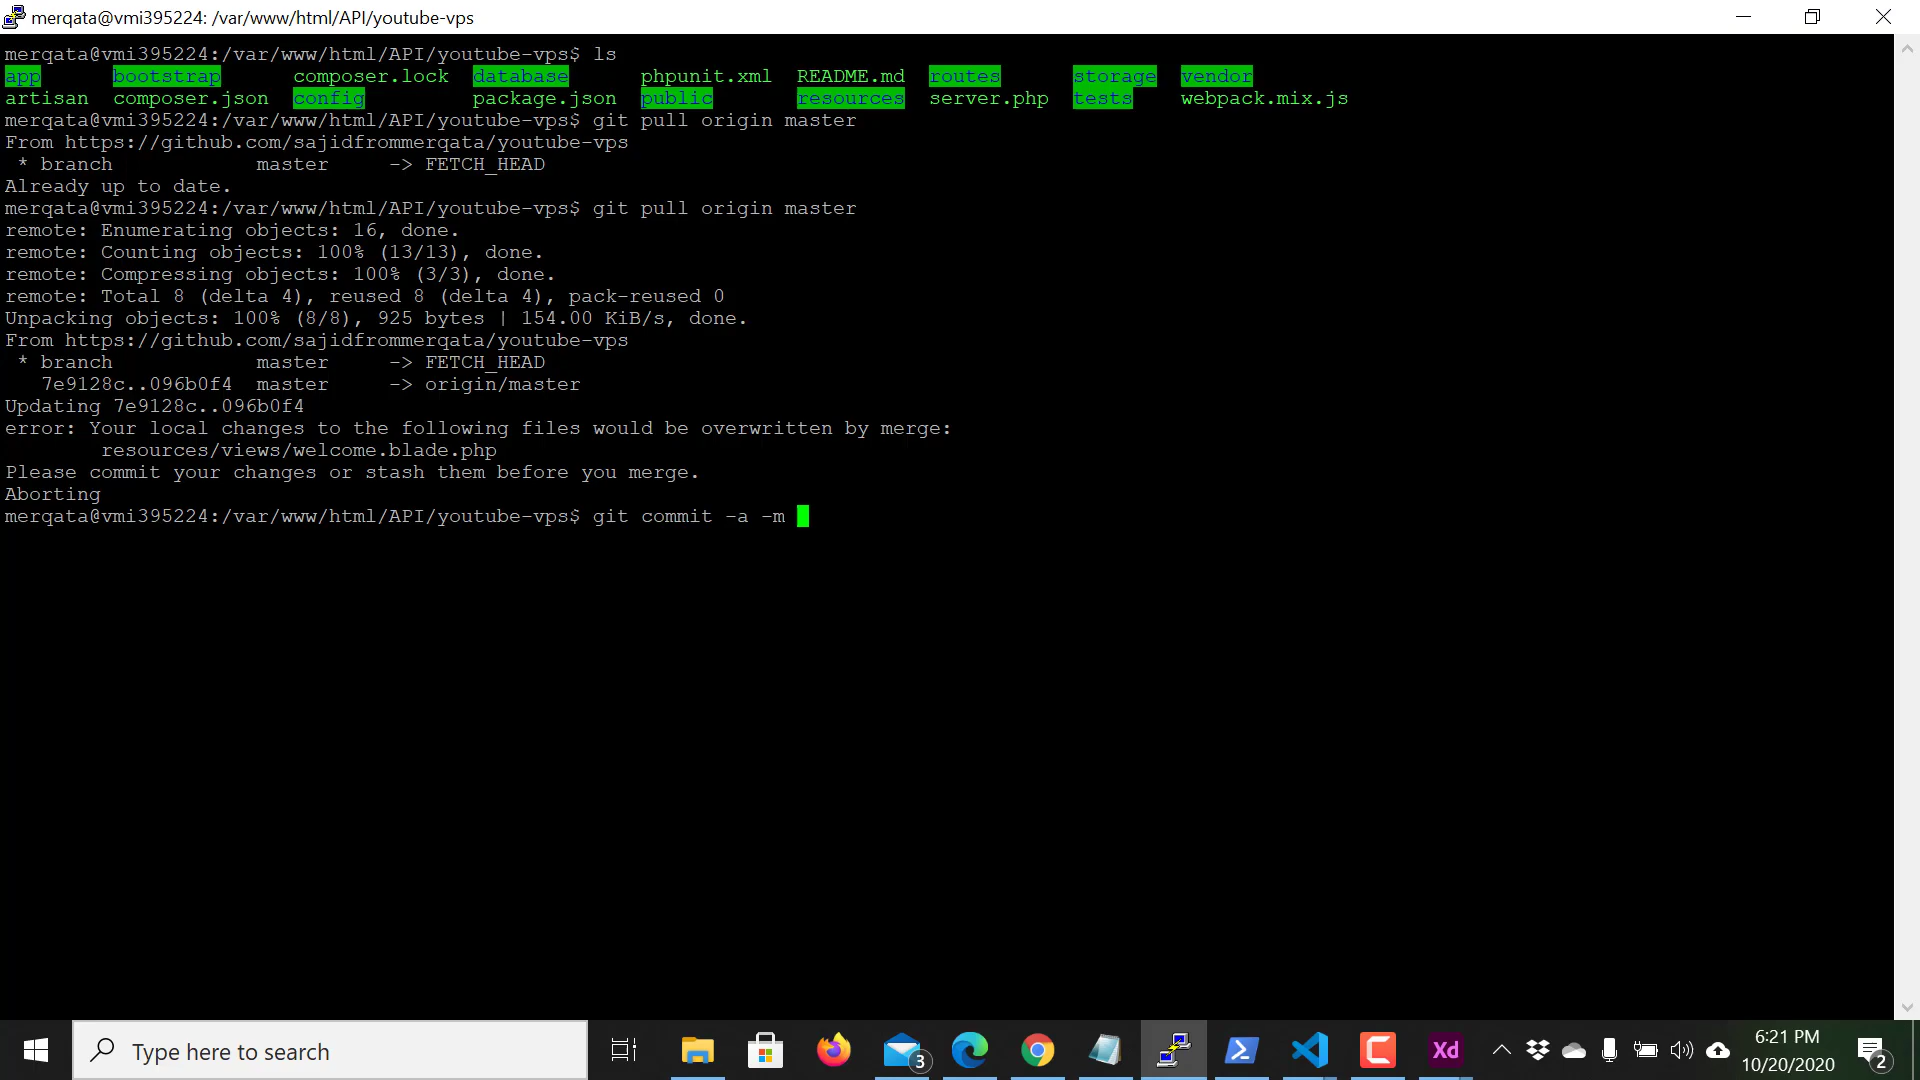 merqata@vmi395224: /var/www/html/API/youtube-vps
merqata@vmi395224:/var/www/html/API/youtube-vps$ ls
app bootstrap composer.lock database phpunit.xml README.md routes storage vendor
artisan composer.json config package.json public resources server.php tests webpack.mix.js
merqata@vmi395224:/var/www/html/API/youtube-vps$ git pull origin master
From https://github.com/sajidfrommerqata/youtube-vps
 * branch            master     -> FETCH_HEAD
Already up to date.
merqata@vmi395224:/var/www/html/API/youtube-vps$ git pull origin master
remote: Enumerating objects: 16, done.
remote: Counting objects: 100% (13/13), done.
remote: Compressing objects: 100% (3/3), done.
remote: Total 8 (delta 4), reused 8 (delta 4), pack-reused 0
Unpacking objects: 100% (8/8), 925 bytes | 154.00 KiB/s, done.
From https://github.com/sajidfrommerqata/youtube-vps
 * branch            master     -> FETCH_HEAD
   7e9128c..096b0f4  master     -> origin/master
Updating 7e9128c..096b0f4
error: Your local changes to the following files would be overwritten by merge:
        resources/views/welcome.blade.php
Please commit your changes or stash them before you merge.
Aborting
merqata@vmi395224:/var/www/html/API/youtube-vps$ git commit -a -m
Type here to search
3
Xd
6:21 PM
10/20/2020
2